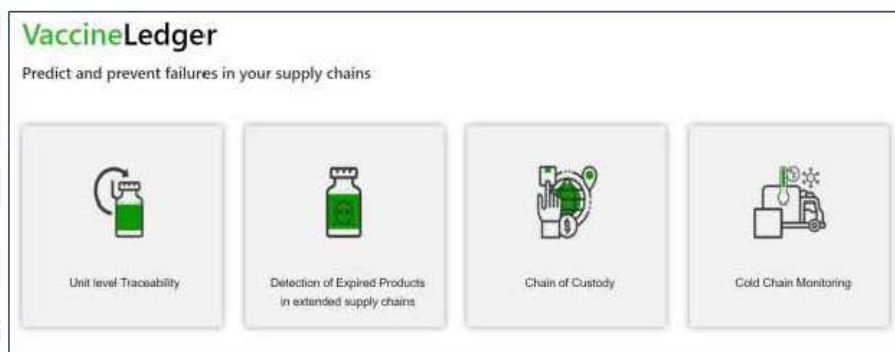 VaccineLedger
Predict and prevent failures in your supply chains
Unit level Traceability
Detection of Expired Products
in extended supply chains
Chain of Custody
Cold Chain Monitoring